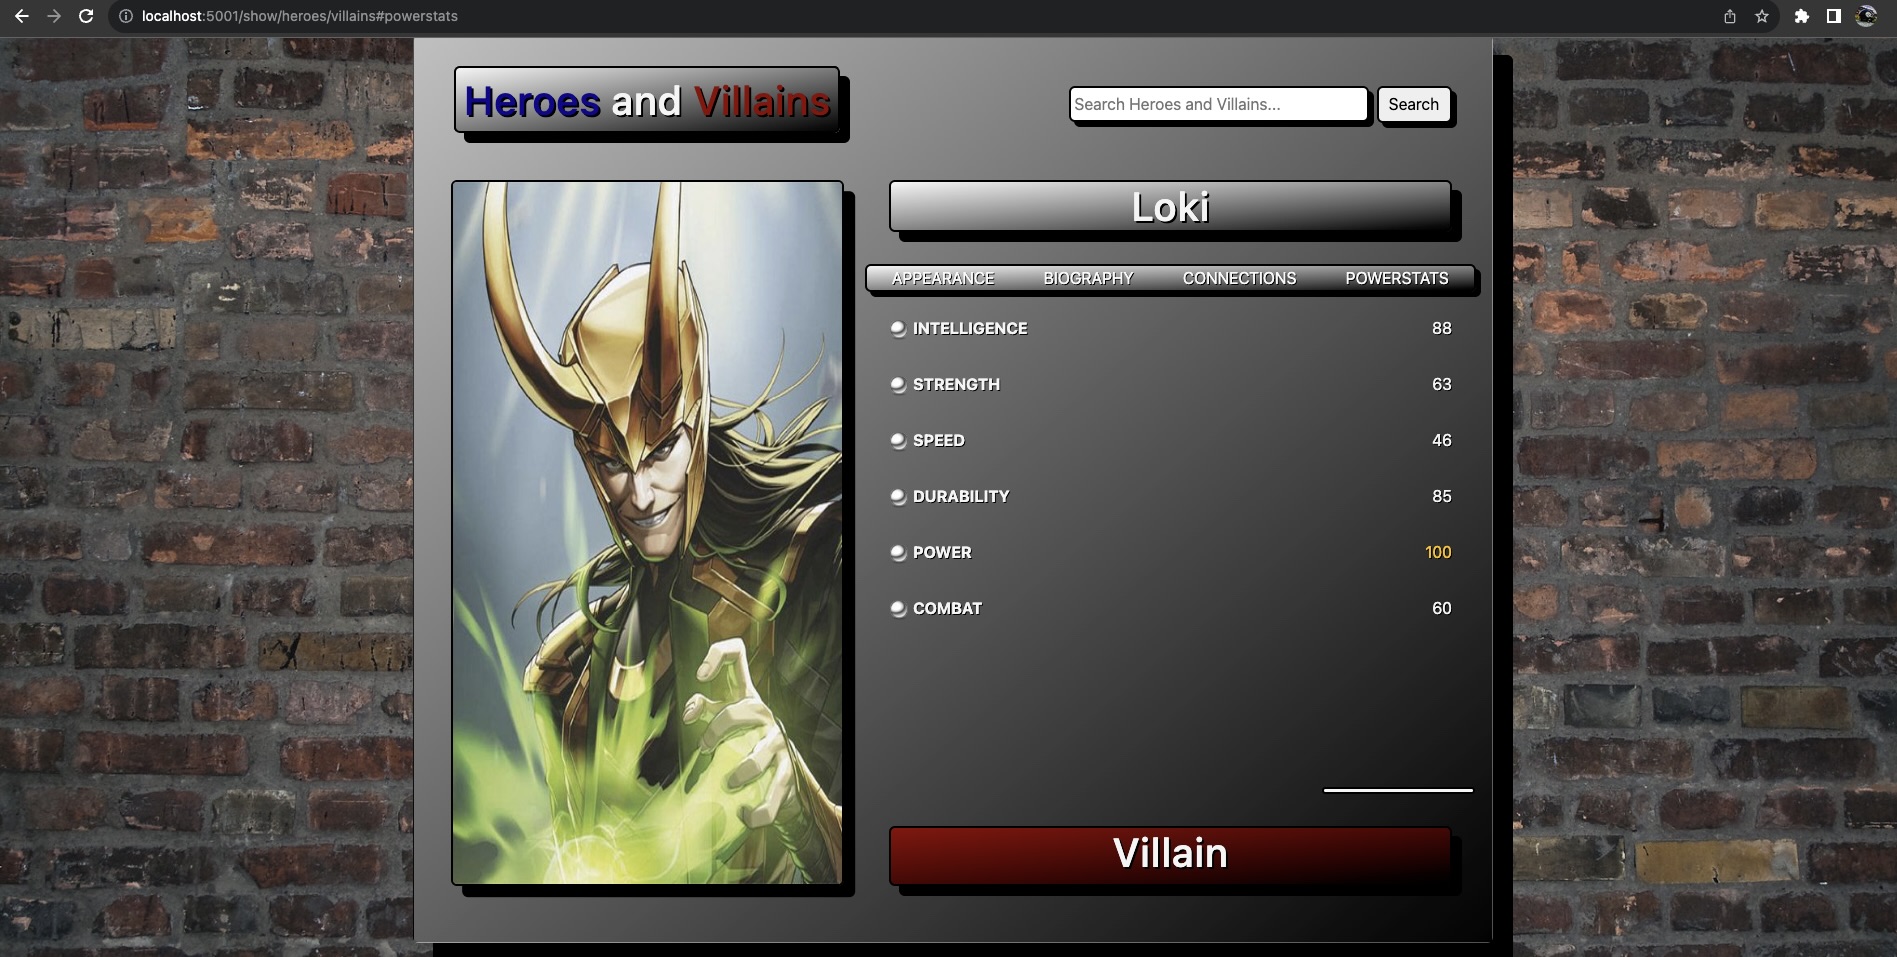 localhost:5001/show/heroes/villains#powerstats
Heroes and Villains
Search Heroes and Villains... Search
Loki
APPEARANCE BIOGRAPHY CONNECTIONS POWERSTATS
INTELLIGENCE 88
STRENGTH 63
SPEED 46
DURABILITY 85
POWER 100
COMBAT 60
Villain